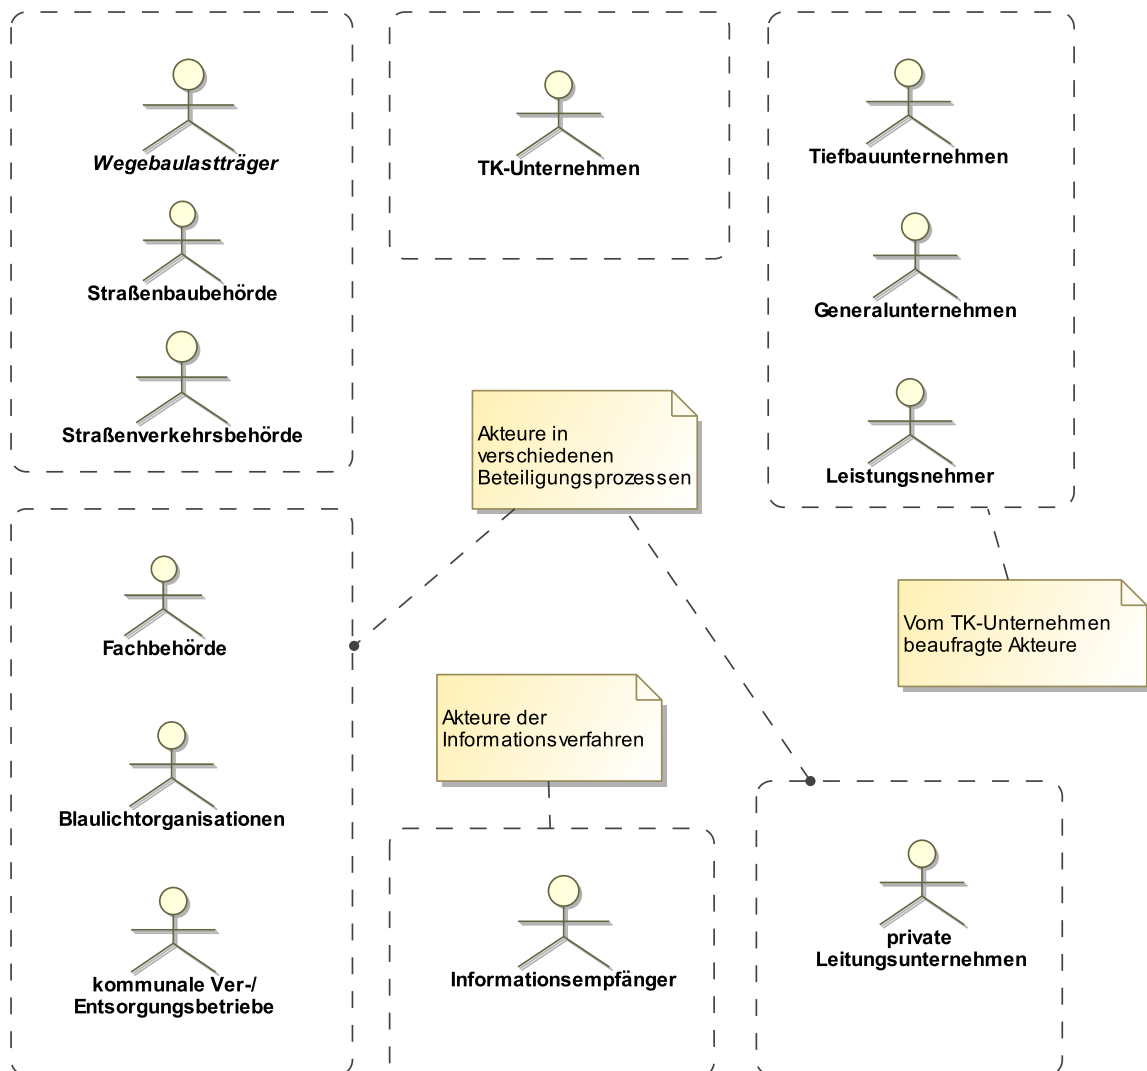 Wegebaulastträger
Straßenbaubehörde
Straßenverkehrsbehörde
TK-Unternehmen
Tiefbauunternehmen
Generalunternehmen
Leistungsnehmer
Akteure in
verschiedenen
Beteiligungsprozessen
Vom TK-Unternehmen
beaufragte Akteure
Fachbehörde
Blaulichtorganisationen
kommunale Ver-/
Entsorgungsbetriebe
Akteure der
Informationsverfahren
Informationsempfänger
private
Leitungsunternehmen